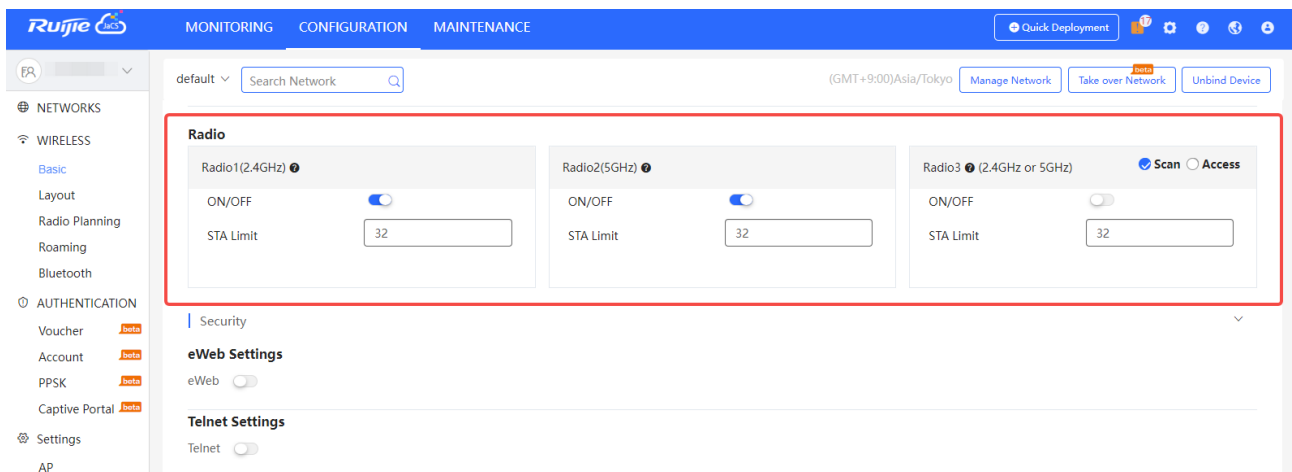 Ruijie JaCS MONITORING CONFIGURATION MAINTENANCE Quick Deployment 17
FR
default Search Network (GMT+9:00)Asia/Tokyo Manage Network Take over Network beta Unbind Device
NETWORKS
WIRELESS
Basic
Layout
Radio Planning
Roaming
Bluetooth
AUTHENTICATION
Voucher beta
Account beta
PPSK beta
Captive Portal beta
Settings
AP
Radio
Radio1(2.4GHz)
ON/OFF
STA Limit 32
Radio2(5GHz)
ON/OFF
STA Limit 32
Radio3 (2.4GHz or 5GHz) Scan Access
ON/OFF
STA Limit 32
Security
eWeb Settings
eWeb
Telnet Settings
Telnet